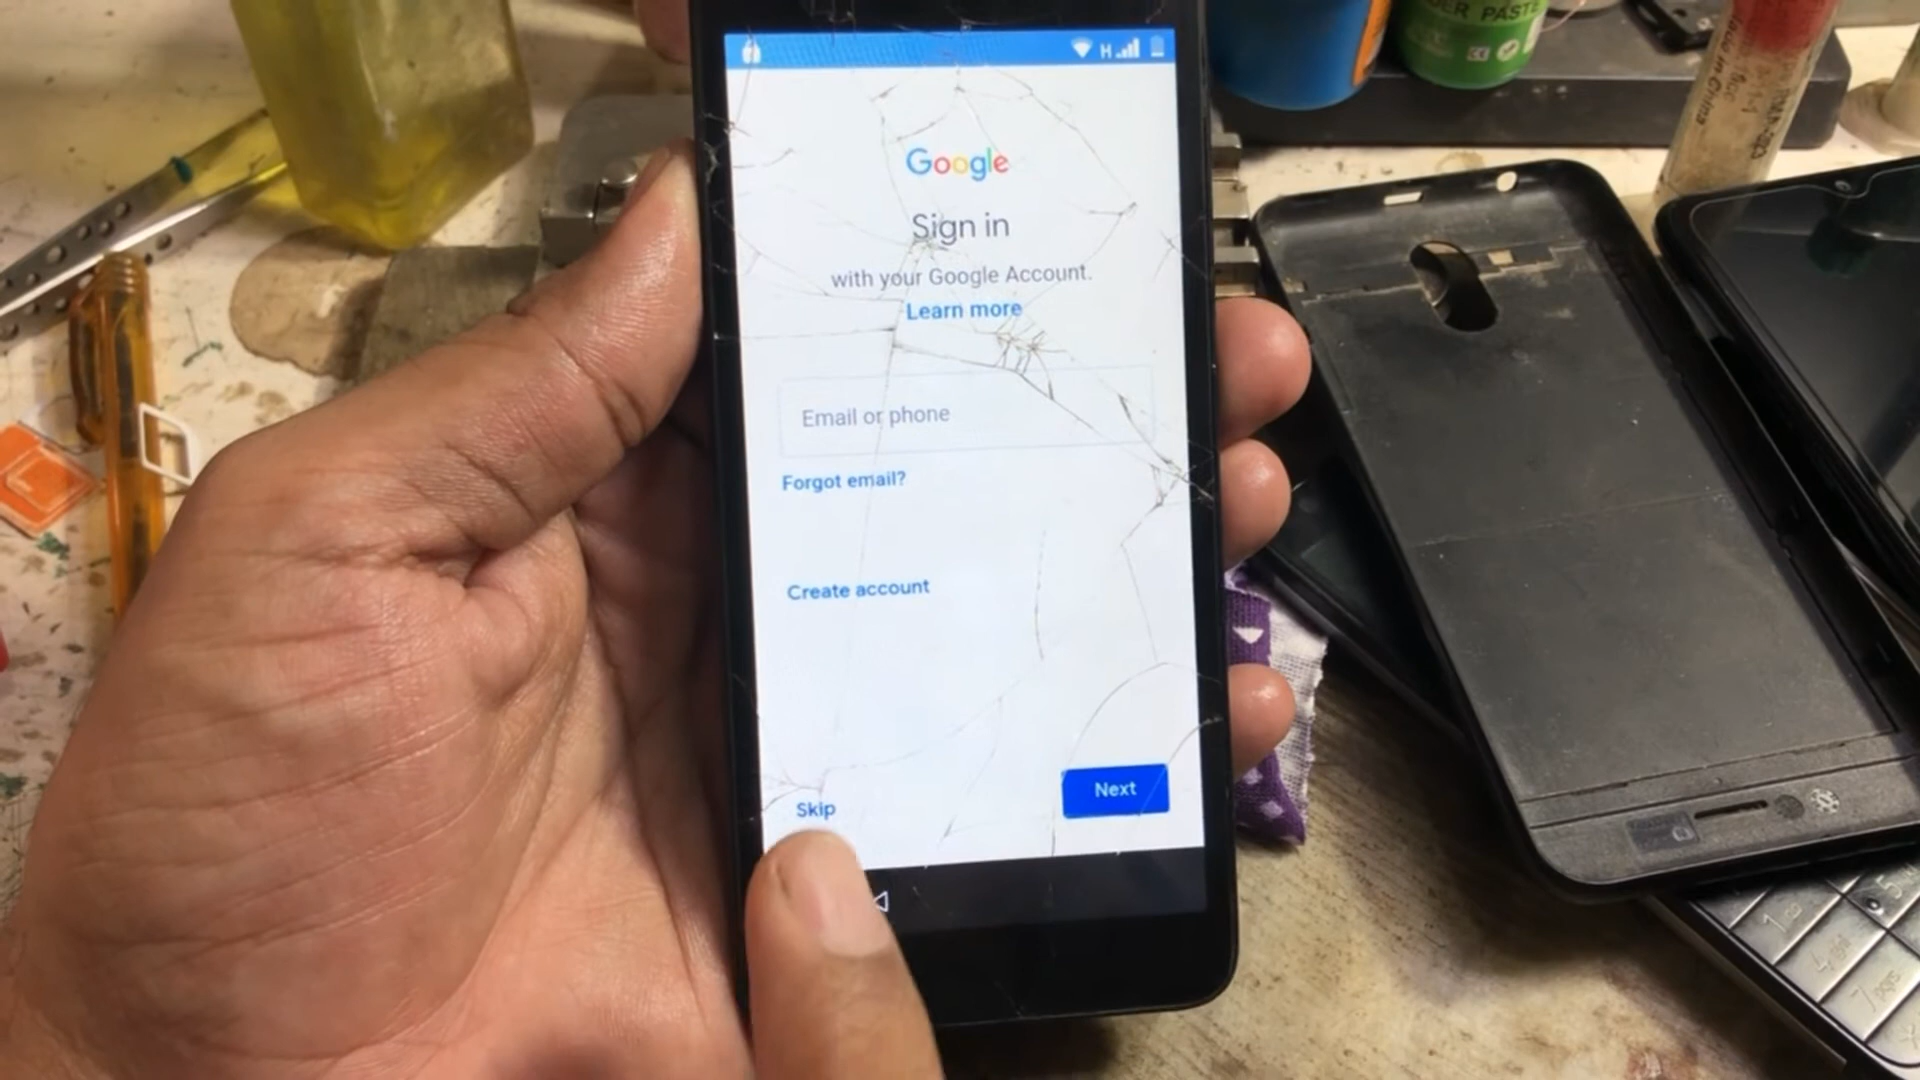 H
Google
Sign in
with your Google Account.
Learn more
Email or phone
Forgot email?
Create account
Skip
Next
PASTE